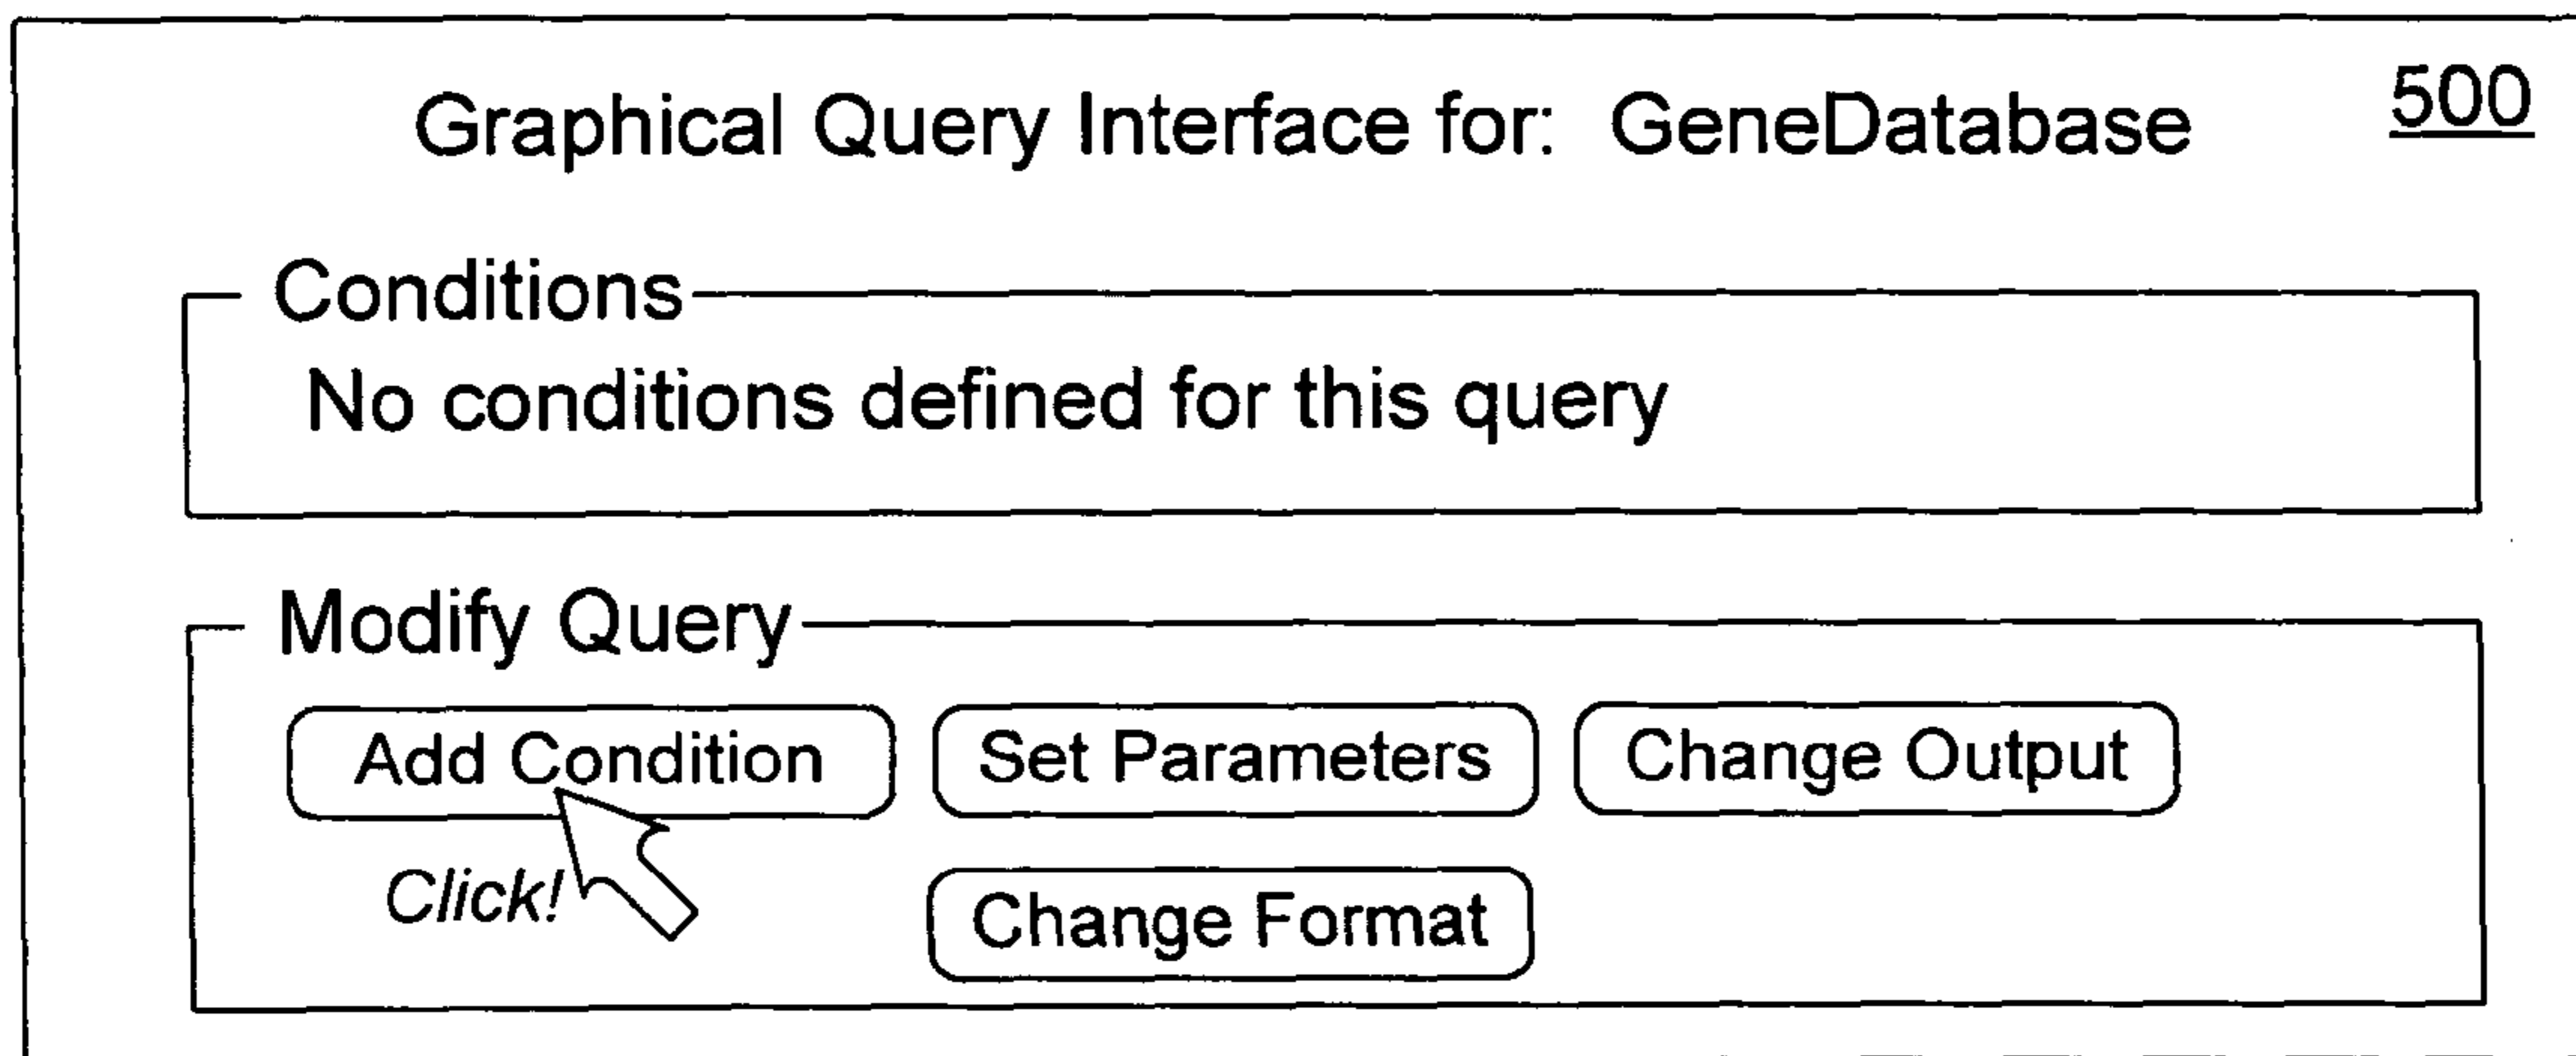 500
Graphical Query Interface for: GeneDatabase
Conditions
No conditions defined for this query
Modify Query
Add Condition Set Parameters Change Output
Click!
Change Format